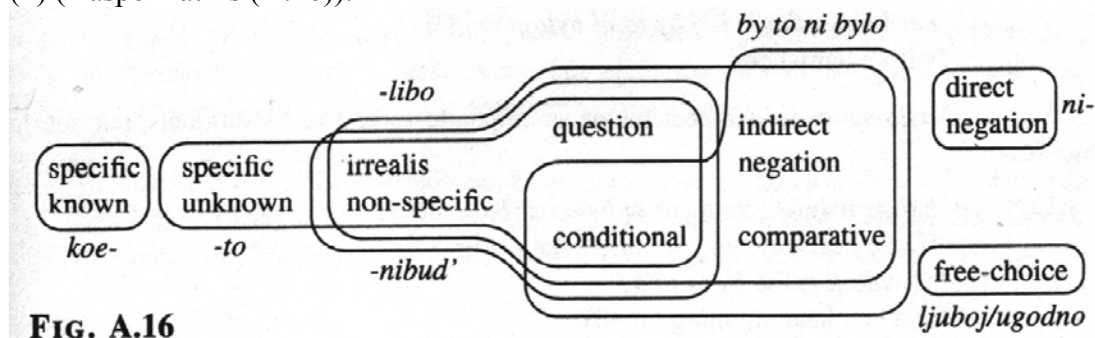 by to ni bylo
-libo
direct
negation
ni-
question
indirect
negation
specific
known
specific
unknown
irrealis
non-specific
conditional
comparative
koe-
-to
-nibud'
free-choice
ljuboj/ugodno
FIG. A.16